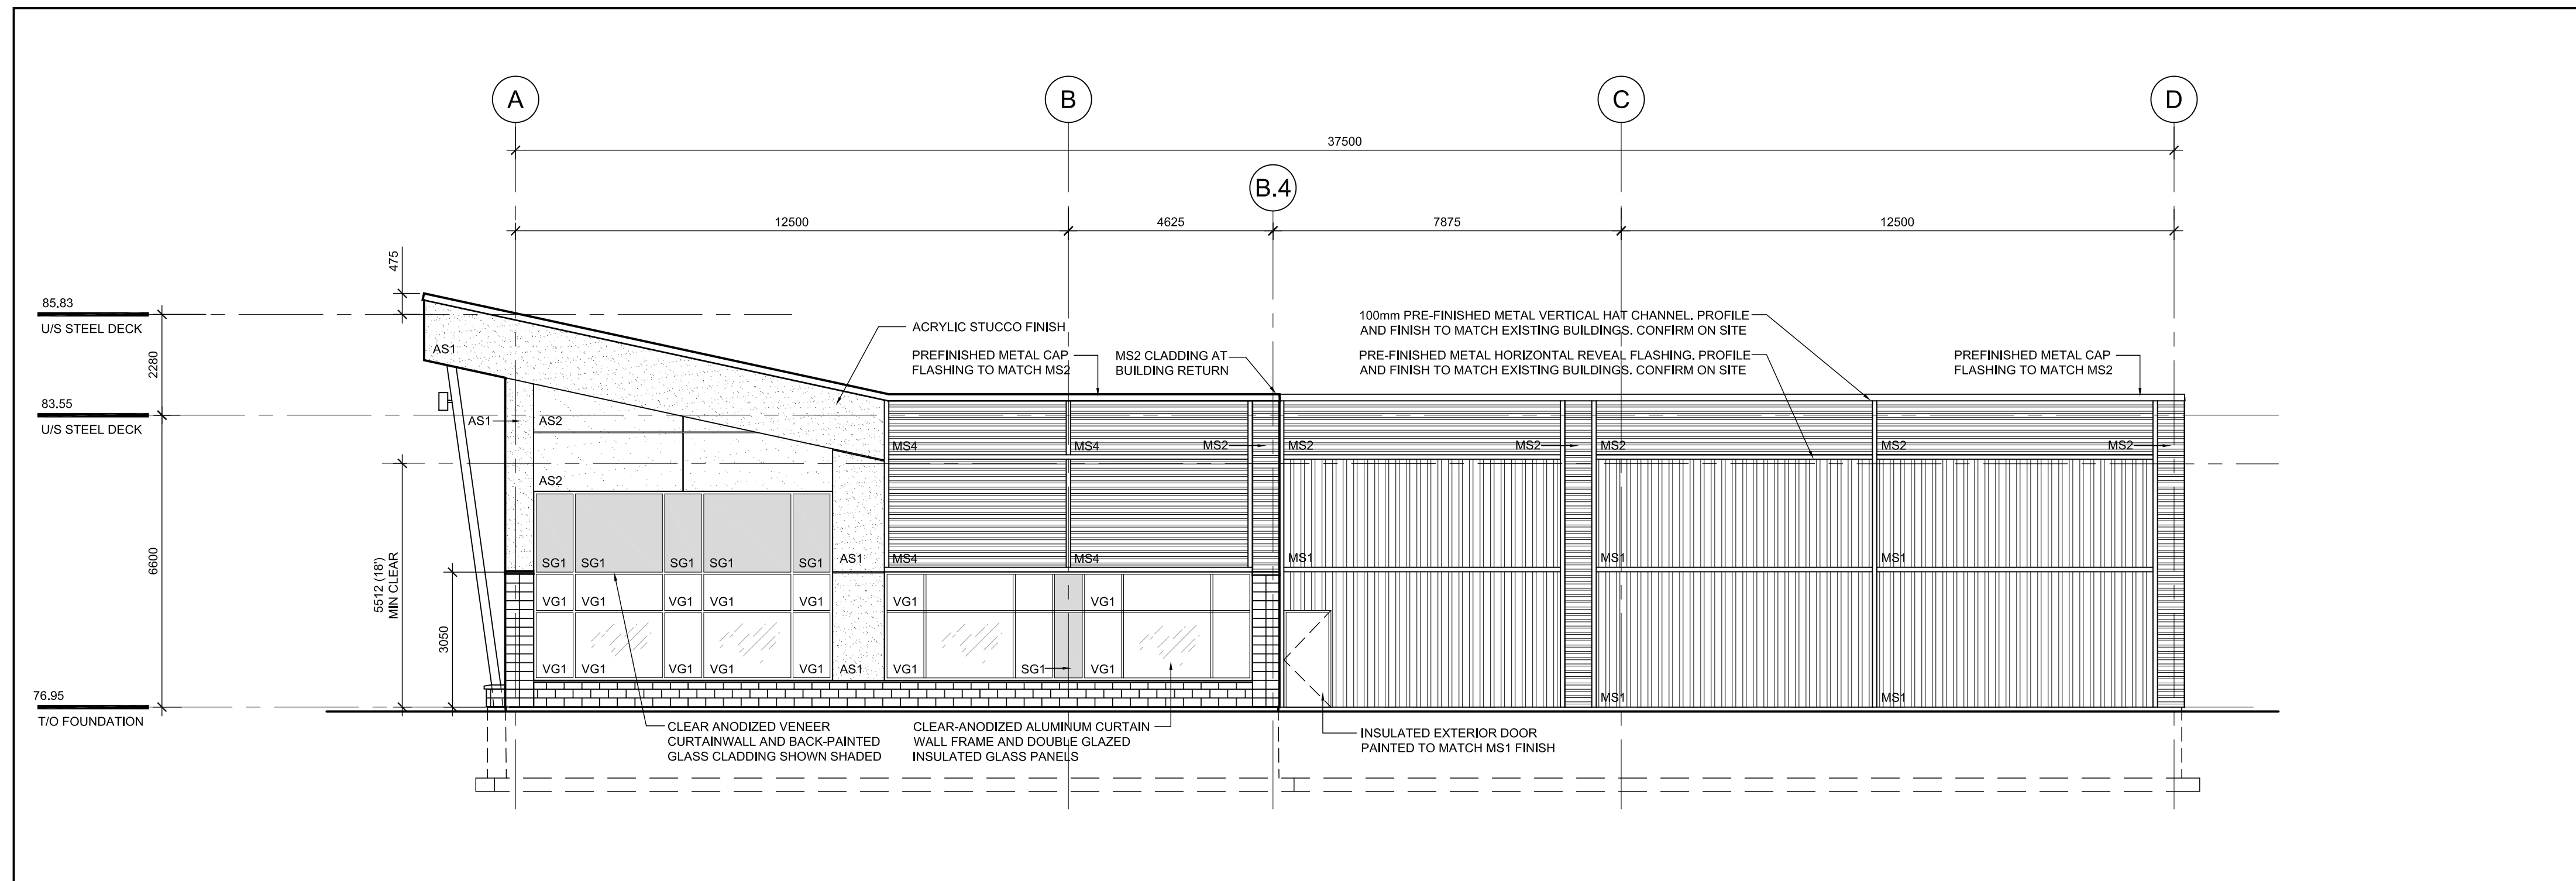 A
B
C
D
37500
B.4
12500
4625
7875
12500
475
85.83
U/S STEEL DECK
2280
83.55
U/S STEEL DECK
6600
5512 (18')
MIN CLEAR
3050
76.95
T/O FOUNDATION
ACRYLIC STUCCO FINISH
PREFINISHED METAL CAP
FLASHING TO MATCH MS2
MS2 CLADDING AT
BUILDING RETURN
100mm PRE-FINISHED METAL VERTICAL HAT CHANNEL. PROFILE
AND FINISH TO MATCH EXISTING BUILDINGS. CONFIRM ON SITE
PRE-FINISHED METAL HORIZONTAL REVEAL FLASHING. PROFILE
AND FINISH TO MATCH EXISTING BUILDINGS. CONFIRM ON SITE
PREFINISHED METAL CAP
FLASHING TO MATCH MS2
AS1
AS1
AS2
AS2
MS4
MS4
MS2
MS2
MS2
MS2
MS2
MS2
SG1
SG1
SG1
SG1
SG1
AS1
MS4
MS4
MS1
MS1
MS1
VG1
VG1
VG1
VG1
VG1
VG1
VG1
VG1
VG1
VG1
VG1
VG1
AS1
VG1
SG1
VG1
MS1
MS1
CLEAR ANODIZED VENEER
CURTAINWALL AND BACK-PAINTED
GLASS CLADDING SHOWN SHADED
CLEAR-ANODIZED ALUMINUM CURTAIN
WALL FRAME AND DOUBLE GLAZED
INSULATED GLASS PANELS
INSULATED EXTERIOR DOOR
PAINTED TO MATCH MS1 FINISH